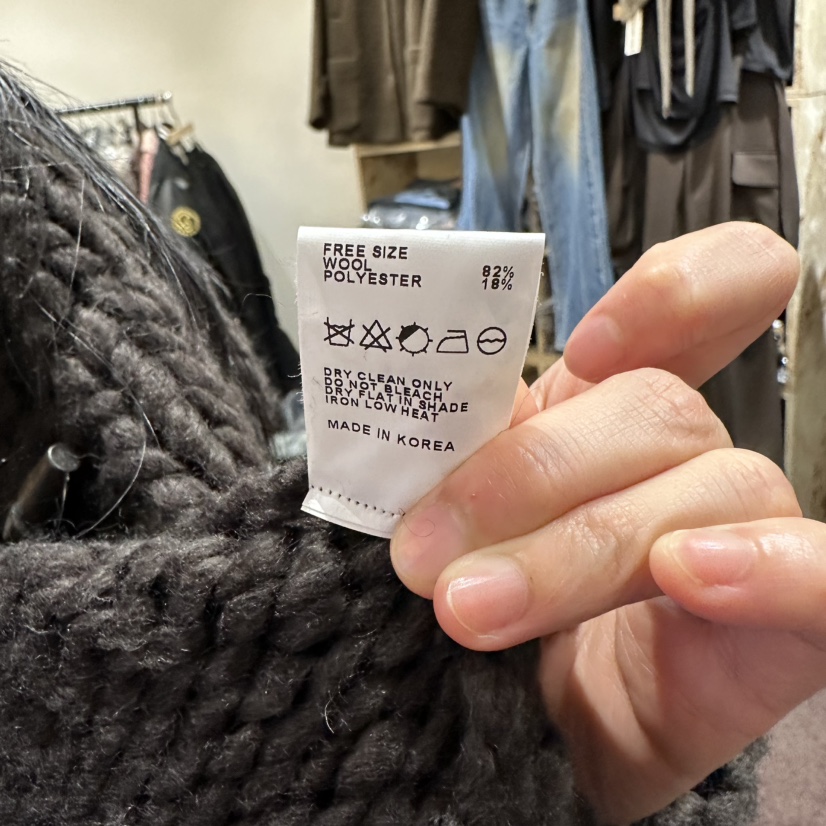 FREE SIZE
WOOL 82%
POLYESTER 18%
DRY CLEAN ONLY
DO NOT BLEACH
DRY FLAT IN SHADE
IRON LOW HEAT
MADE IN KOREA